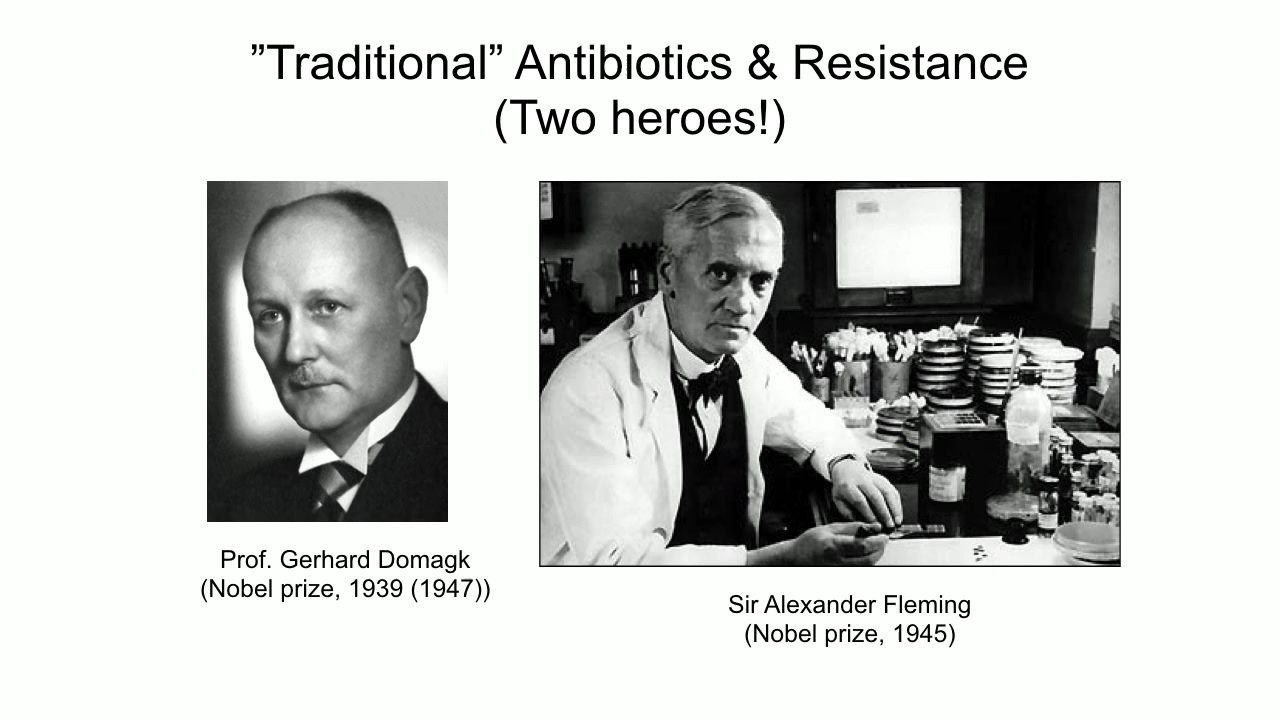 ”Traditional” Antibiotics & Resistance
(Two heroes!)
Prof. Gerhard Domagk
(Nobel prize, 1939 (1947))
Sir Alexander Fleming
(Nobel prize, 1945)